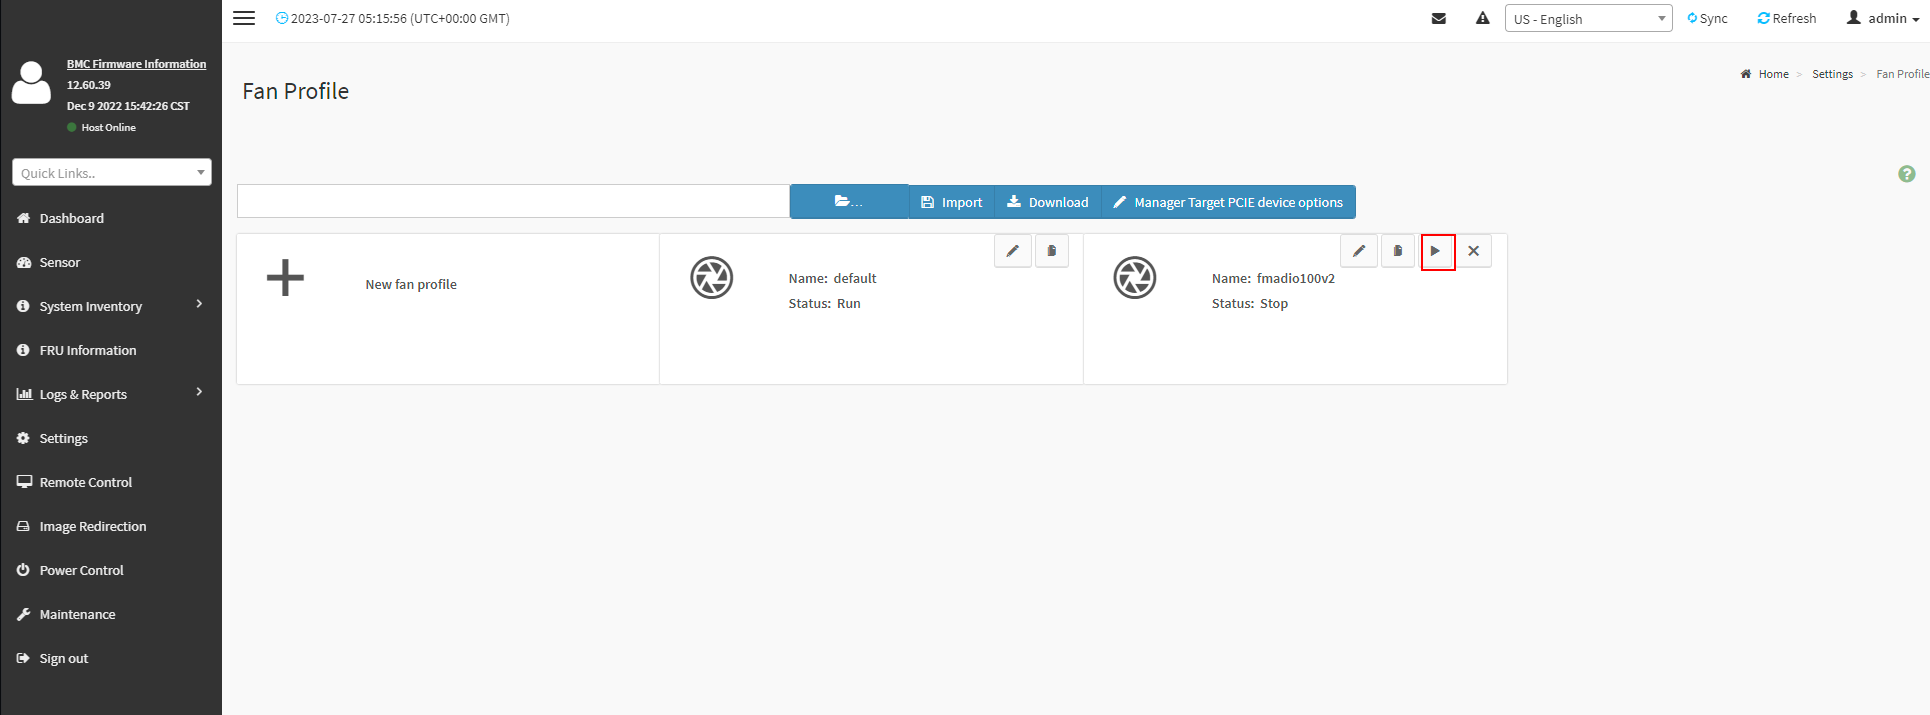 2023-07-27 05:15:56 (UTC+00:00 GMT)
US - English
Sync
Refresh
admin
BMC Firmware Information
12.60.39
Dec 9 2022 15:42:26 CST
Host Online
Quick Links..
Dashboard
Sensor
System Inventory
FRU Information
Logs & Reports
Settings
Remote Control
Image Redirection
Power Control
Maintenance
Sign out
Fan Profile
Home > Settings > Fan Profile
...
Import
Download
Manager Target PCIE device options
New fan profile
Name: default
Status: Run
Name: fmadio100v2
Status: Stop